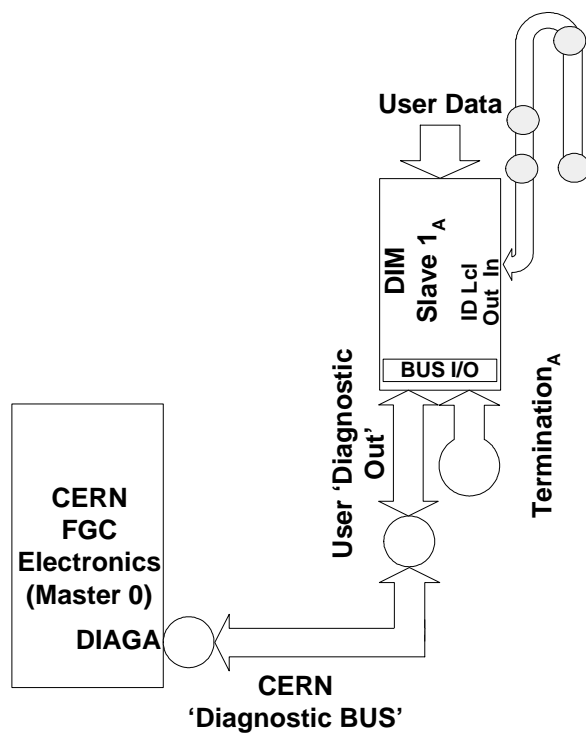 User Data
DIM
Slave 1A
ID Lcl
Out In
BUS I/O
User ‘Diagnostic
Out’
TerminationA
CERN
FGC
Electronics
(Master 0)
DIAGA
CERN
‘Diagnostic BUS’